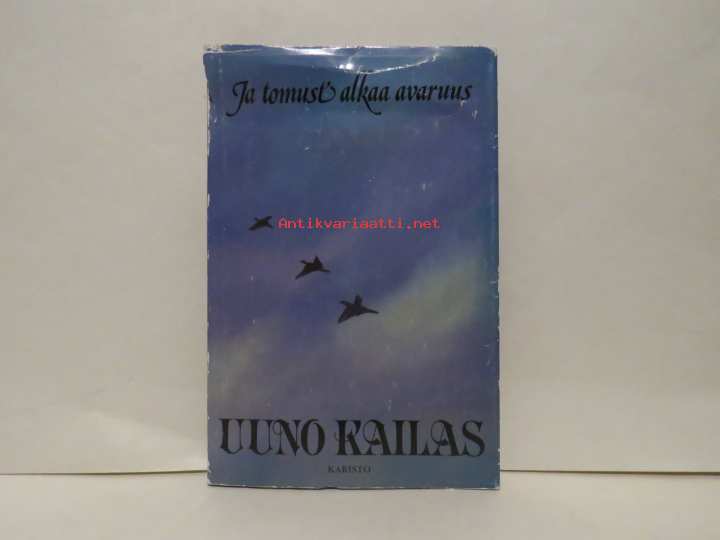 Ja tomust' alkaa avaruus
Antikvariaatti.net
UUNO KAILAS
KARISTO